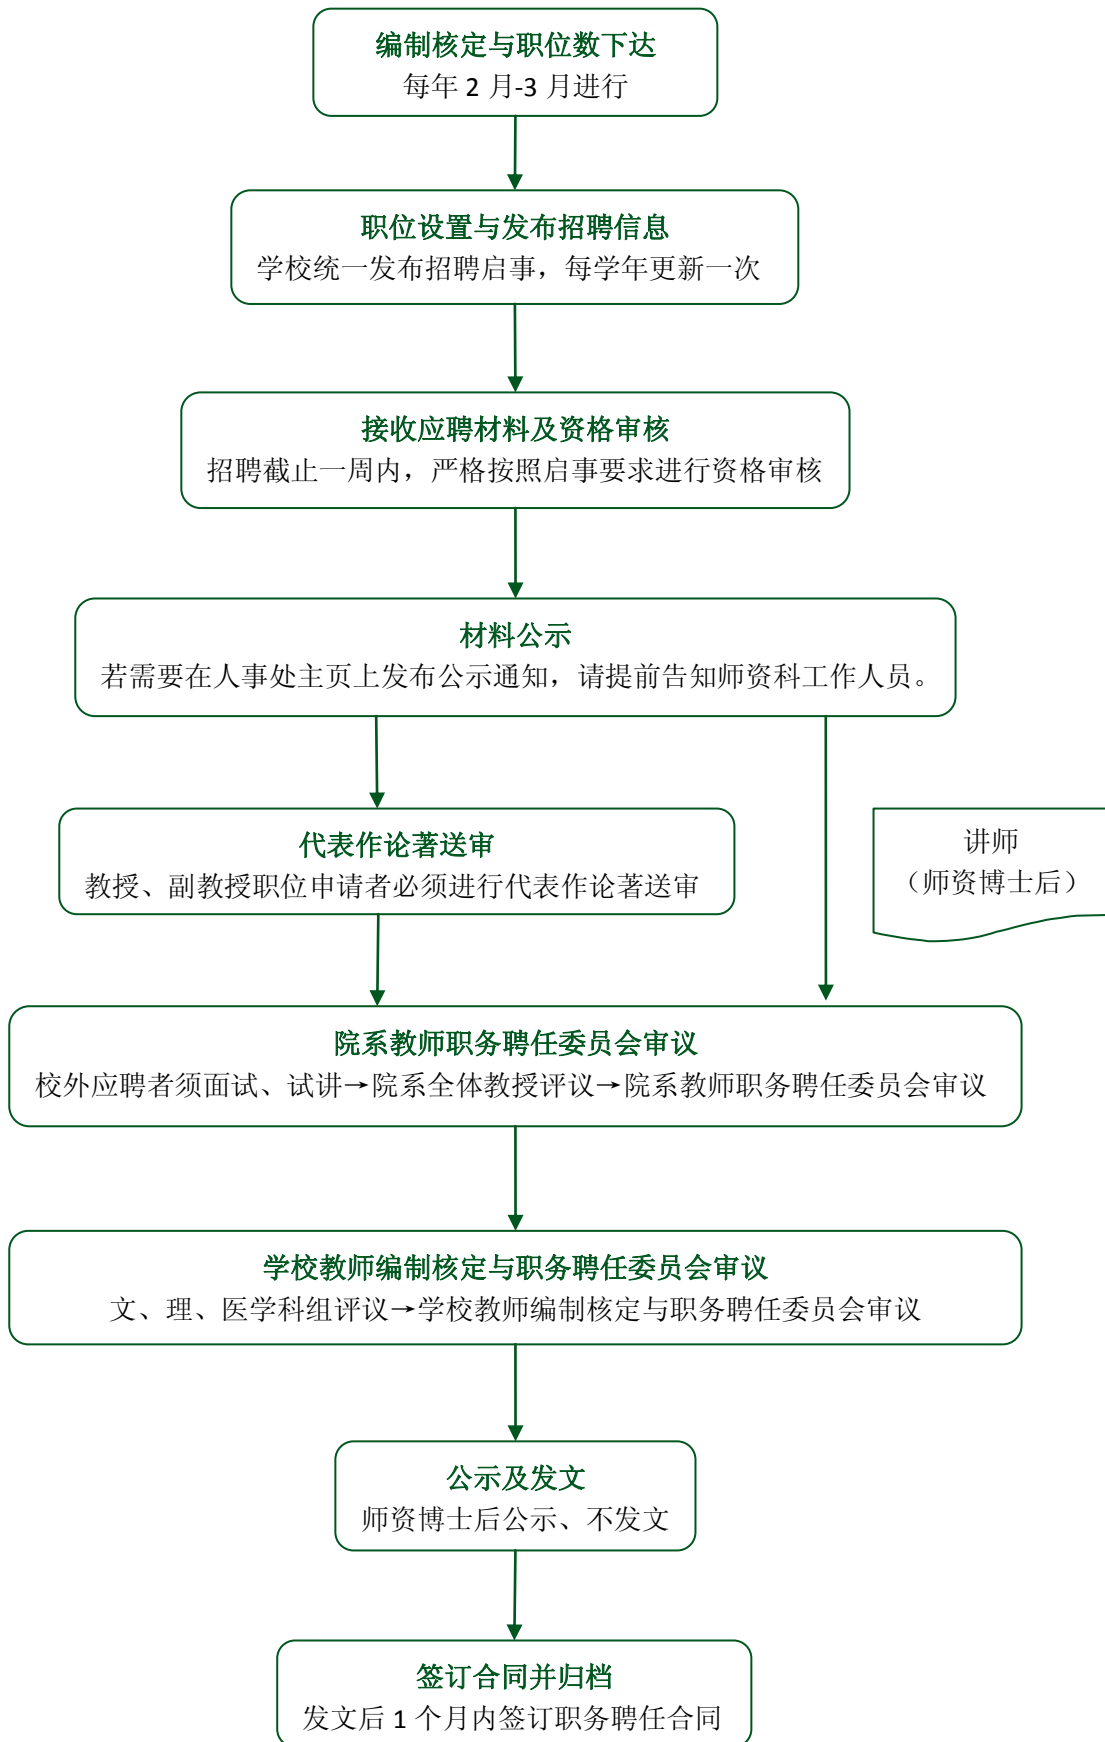 编制核定与职位数下达
每年 2 月-3 月进行
职位设置与发布招聘信息
学校统一发布招聘启事，每学年更新一次
接收应聘材料及资格审核
招聘截止一周内，严格按照启事要求进行资格审核
材料公示
若需要在人事处主页上发布公示通知，请提前告知师资科工作人员。
代表作论著送审
教授、副教授职位申请者必须进行代表作论著送审
讲师
（师资博士后）
院系教师职务聘任委员会审议
校外应聘者须面试、试讲→院系全体教授评议→院系教师职务聘任委员会审议
学校教师编制核定与职务聘任委员会审议
文、理、医学科组评议→学校教师编制核定与职务聘任委员会审议
公示及发文
师资博士后公示、不发文
签订合同并归档
发文后 1 个月内签订职务聘任合同